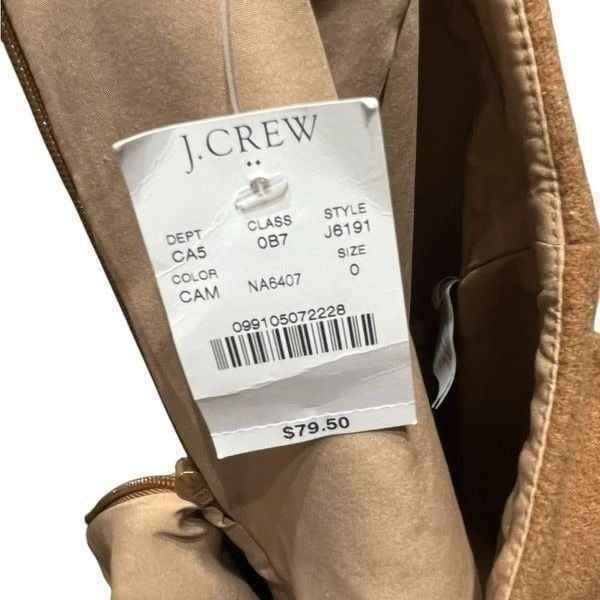 J.CREW
DEPT CLASS STYLE
CA5 0B7 J6191
COLOR SIZE
CAM NA6407 0
099105072228
$79.50